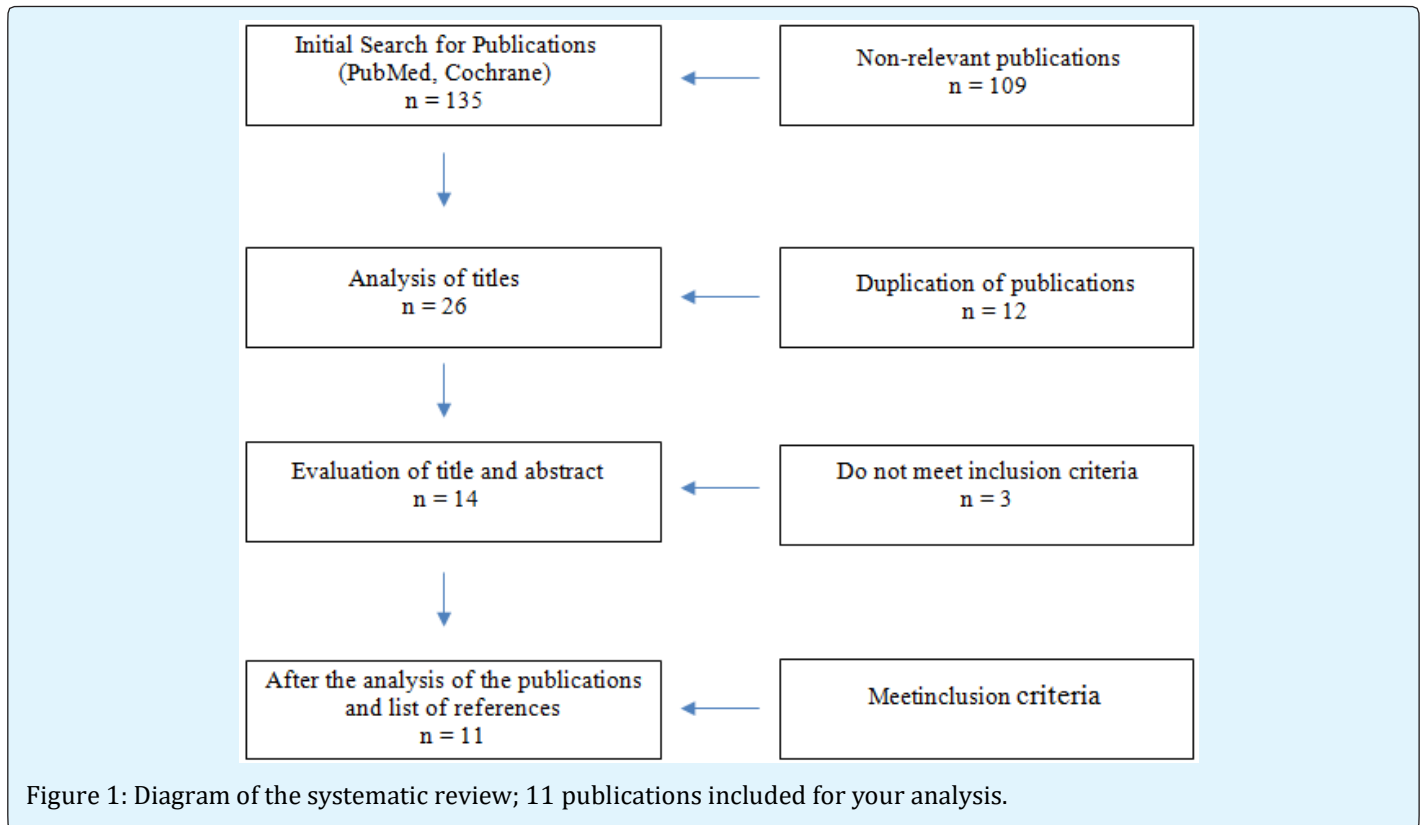 Initial Search for Publications
(PubMed, Cochrane)
n = 135
Non-relevant publications
n = 109
Analysis of titles
n = 26
Duplication of publications
n = 12
Evaluation of title and abstract
n = 14
Do not meet inclusion criteria
n = 3
After the analysis of the publications
and list of references
n = 11
Meetinclusion criteria
Figure 1: Diagram of the systematic review; 11 publications included for your analysis.